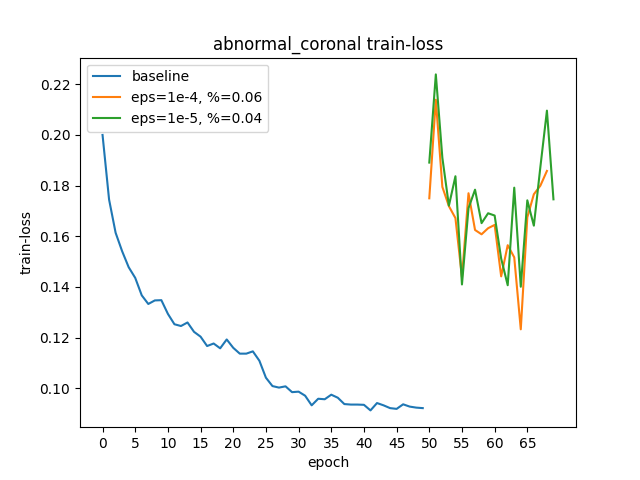 abnormal_coronal train-loss
baseline
eps=1e-4, %=0.06
eps=1e-5, %=0.04
train-loss
0.22
0.20
0.18
0.16
0.14
0.12
0.10
0 5 10 15 20 25 30 35 40 45 50 55 60 65
epoch